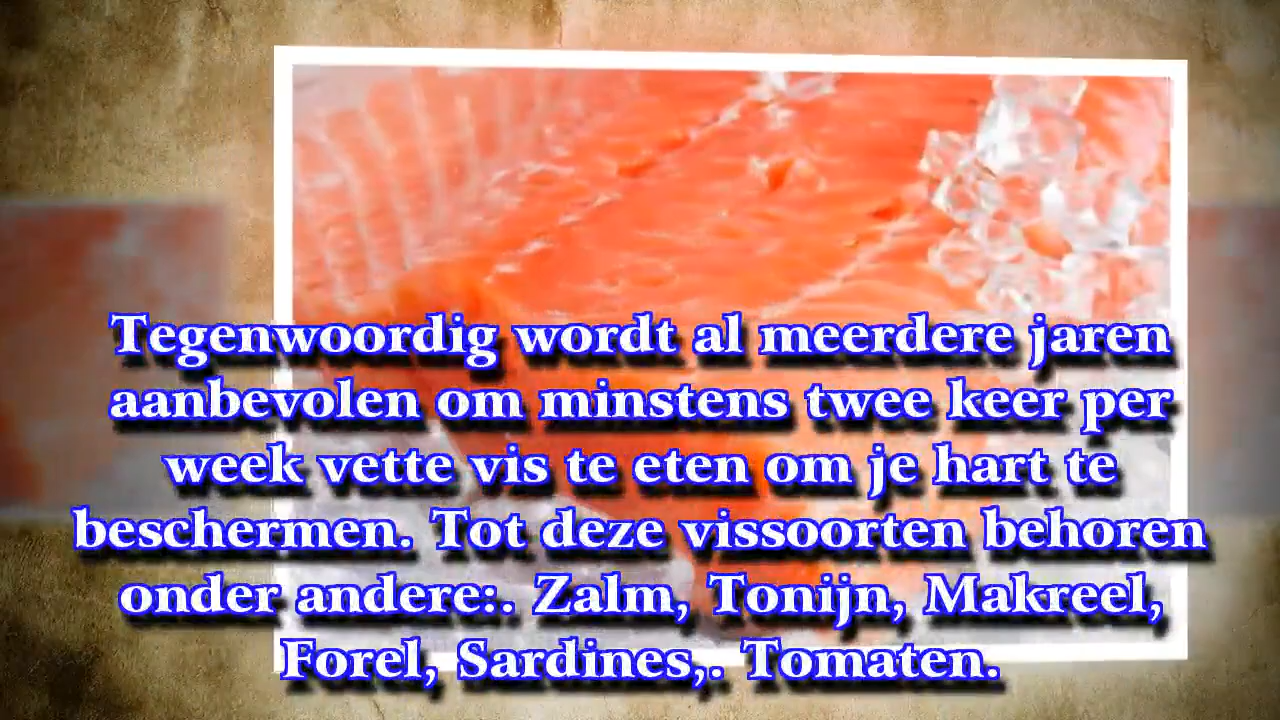 Tegenwoordig wordt al meerdere jaren
aanbevolen om minstens twee keer per
week vette vis te eten om je hart te
beschermen. Tot deze vissoorten behoren
onder andere:. Zalm, Tonijn, Makreel,
Forel, Sardines,. Tomaten.